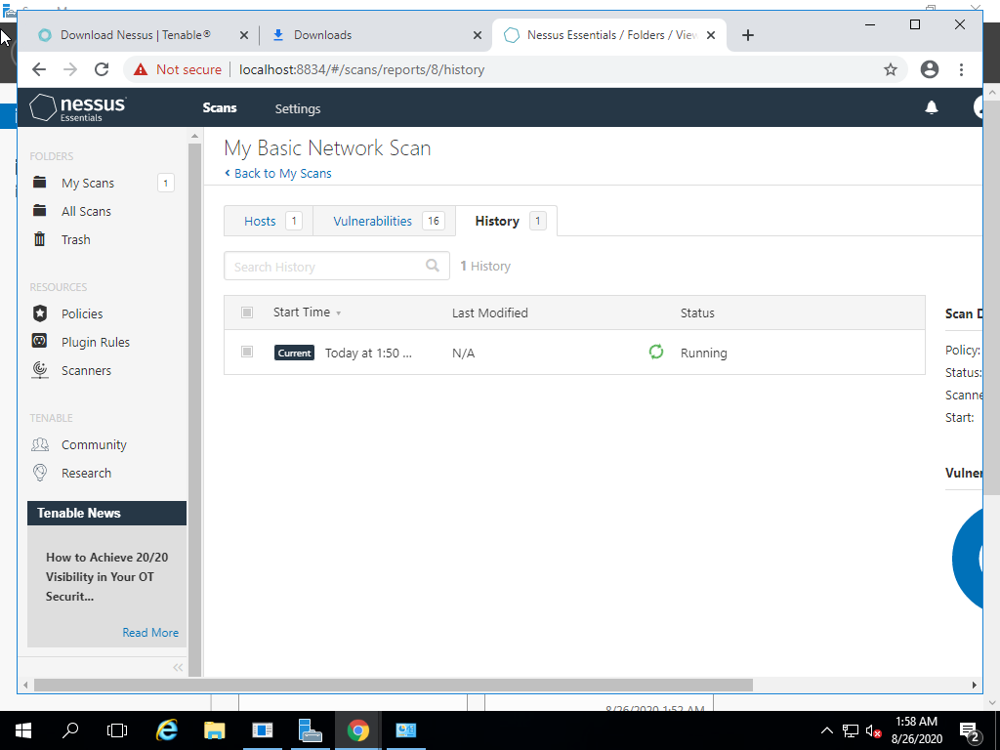 Download Nessus | Tenable®
Downloads
Nessus Essentials / Folders / View
Not secure
localhost:8834/#/scans/reports/8/history
nessus
Essentials
Scans
Settings
FOLDERS
My Scans
1
All Scans
Trash
RESOURCES
Policies
Plugin Rules
Scanners
TENABLE
Community
Research
Tenable News
How to Achieve 20/20
Visibility in Your OT
Securit...
Read More
My Basic Network Scan
Back to My Scans
Hosts 1
Vulnerabilities 16
History 1
Search History
1 History
Start Time
Last Modified
Status
Current
Today at 1:50 ...
N/A
Running
Scan D
Policy:
Status:
Scanne
Start:
Vulner
8/26/2020 1:52 AM
1:58 AM
8/26/2020
2